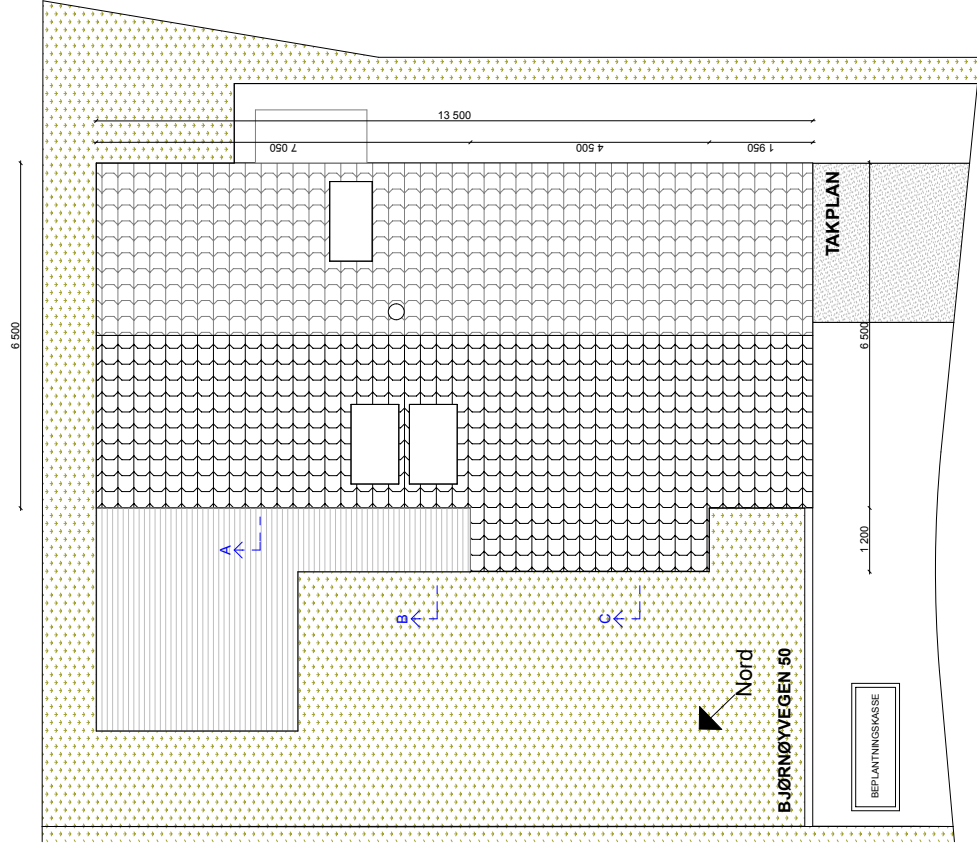 13 500
7 050
4 500
1 950
TAKPLAN
6 500
6 500
1 200
A
B
C
Nord
BJØRNØYVEGEN 50
BEPLANTNINGSKASSE